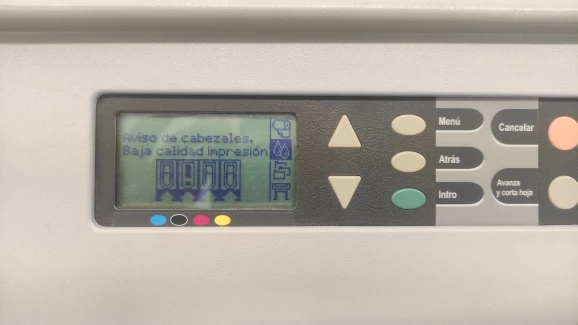 Aviso de cabezales.
Baja calidad impresión
Menú
Atrás
Intro
Cancelar
Avanza
y corta hoja